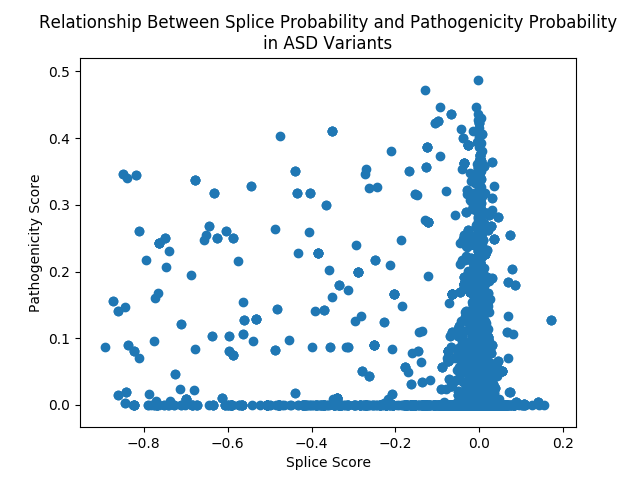 Relationship Between Splice Probability and Pathogenicity Probability
in ASD Variants
0.5
0.4
0.3
0.2
0.1
0.0
Pathogenicity Score
−0.8 −0.6 −0.4 −0.2 0.0 0.2
Splice Score